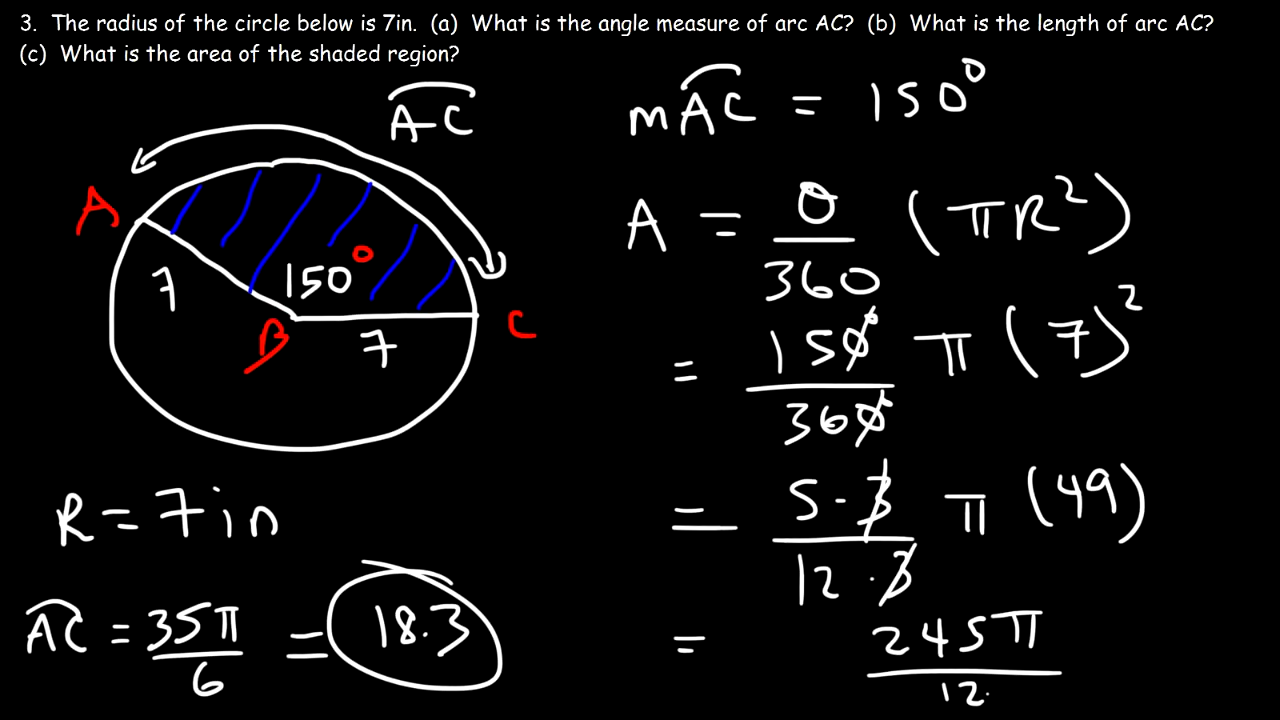 3. The radius of the circle below is 7in. (a) What is the angle measure of arc AC? (b) What is the length of arc AC?
(c) What is the area of the shaded region?
AC
A
7
150°
B
7
C
R = 7in
AC = 35π/6 = 18.3
mAC = 150°
A = θ/360 (πR²)
= 150/360 π (7)²
= 5·3/12·3 π (49)
= 245π/12